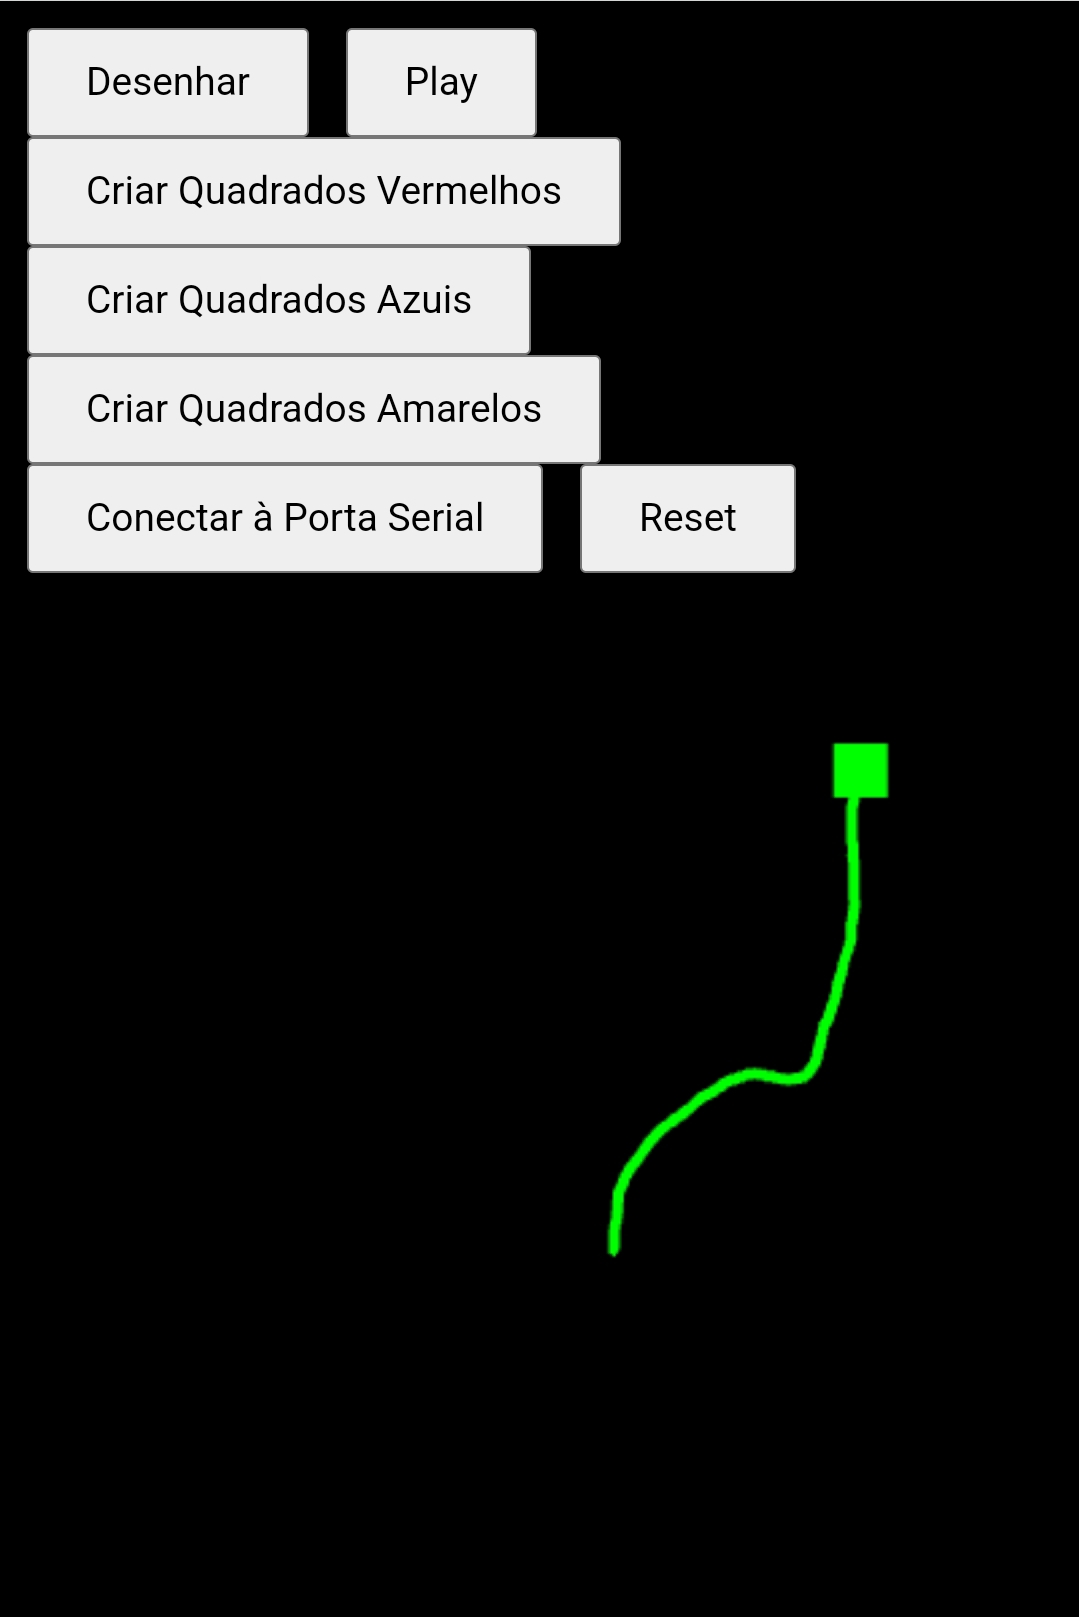 Desenhar Play
Criar Quadrados Vermelhos
Criar Quadrados Azuis
Criar Quadrados Amarelos
Conectar à Porta Serial Reset